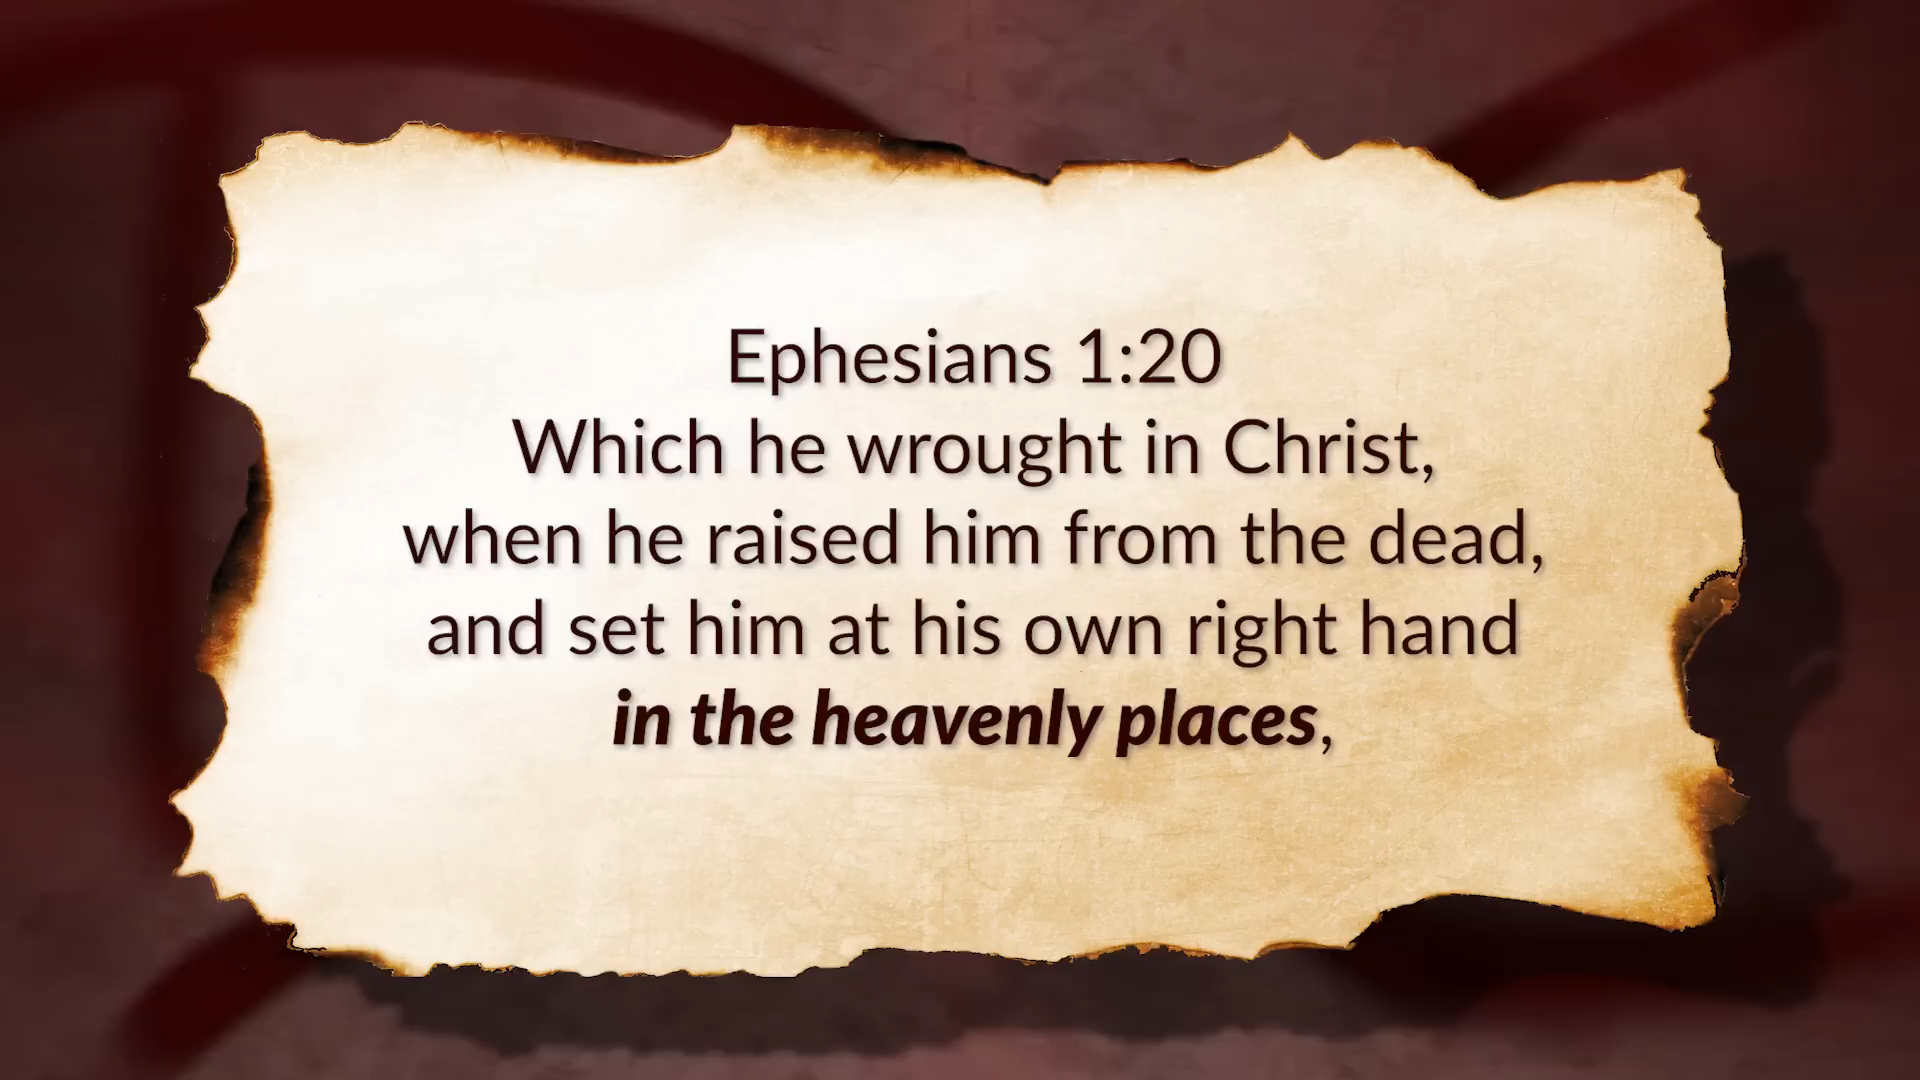 Ephesians 1:20
Which he wrought in Christ,
when he raised him from the dead,
and set him at his own right hand
in the heavenly places,